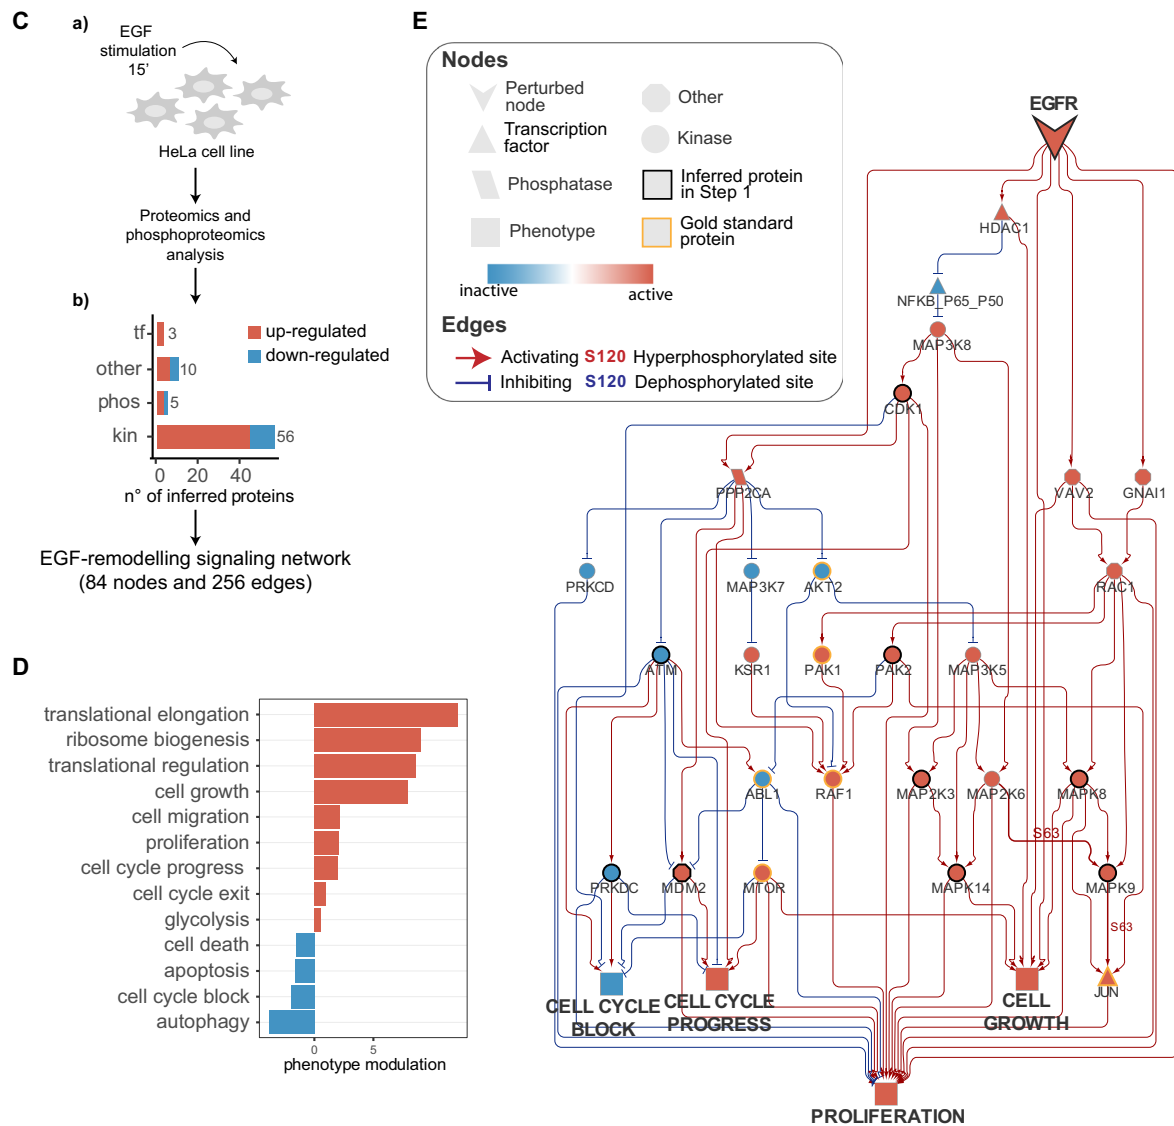 C
a)
EGF
stimulation
15’
HeLa cell line
Proteomics and
phosphoproteomics
analysis
b)
tf
3
up-regulated
down-regulated
other
10
phos
5
kin
56
0
20
40
n° of inferred proteins
EGF-remodelling signaling network
(84 nodes and 256 edges)
D
translational elongation
ribosome biogenesis
translational regulation
cell growth
cell migration
proliferation
cell cycle progress
cell cycle exit
glycolysis
cell death
apoptosis
cell cycle block
autophagy
0
5
phenotype modulation
E
Nodes
Perturbed
node
Other
Transcription
factor
Kinase
Phosphatase
Inferred protein
in Step 1
Phenotype
Gold standard
protein
inactive
active
Edges
Activating S120 Hyperphosphorylated site
Inhibiting S120 Dephosphorylated site
EGFR
HDAC1
NFKB_P65_P50
MAP3K8
CDK1
PPP2CA
VAV2
GNAI1
PRKCD
MAP3K7
AKT2
RAC1
ATM
KSR1
PAK1
PAK2
MAP3K5
ABL1
RAF1
MAP2K3
MAP2K6
MAPK8
S63
PRKDC
MDM2
MTOR
MAPK14
MAPK9
S63
JUN
CELL CYCLE
BLOCK
CELL CYCLE
PROGRESS
CELL
GROWTH
PROLIFERATION